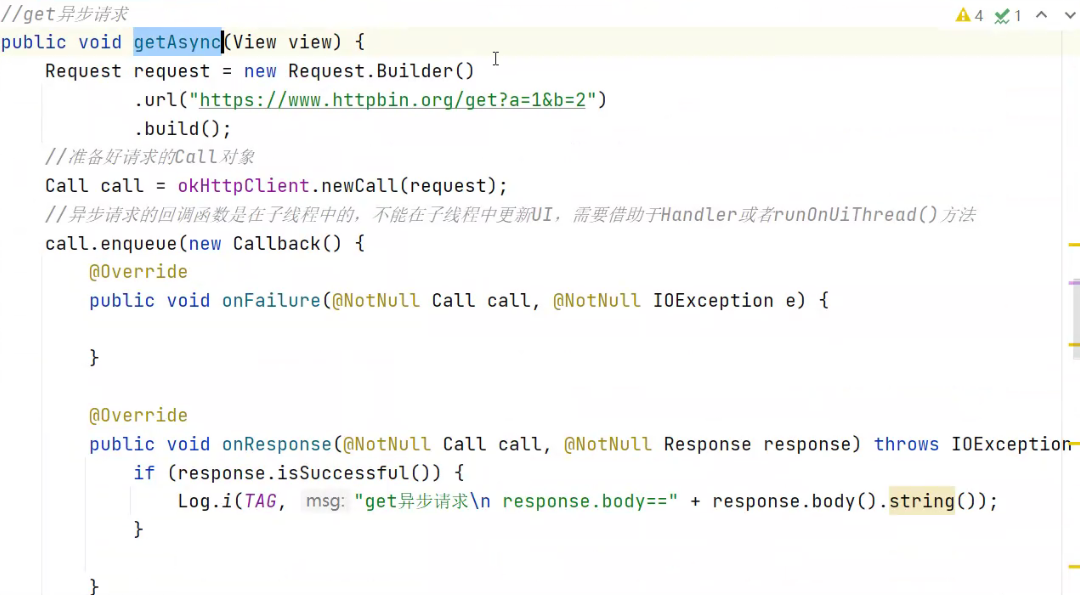 //get异步请求
4 1
public void getAsync(View view) {
Request request = new Request.Builder()
.url("https://www.httpbin.org/get?a=1&b=2")
.build();
//准备好请求的Call对象
Call call = okHttpClient.newCall(request);
//异步请求的回调函数是在子线程中的，不能在子线程中更新UI，需要借助于Handler或者runOnUiThread()方法
call.enqueue(new Callback() {
@Override
public void onFailure(@NotNull Call call, @NotNull IOException e) {
}
@Override
public void onResponse(@NotNull Call call, @NotNull Response response) throws IOException
if (response.isSuccessful()) {
Log.i(TAG, msg: "get异步请求\n response.body==" + response.body().string());
}
}